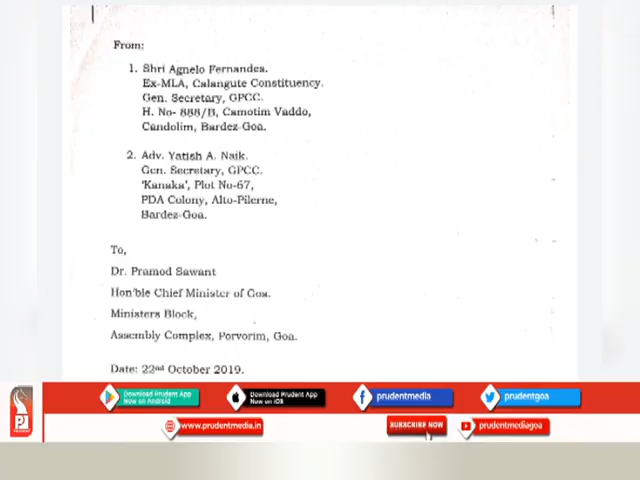 From:
1. Shri Agnelo Fernandes.
Ex-MLA, Calangute Constituency.
Gen. Secretary, GPCC.
H. No- 888/B, Camotim Vaddo,
Candolim, Bardez-Goa.
2. Adv. Yatish A. Naik.
Gen. Secretary, GPCC.
'Kanaka', Plot No-67,
PDA Colony, Alto-Pilerne,
Bardez-Goa.
To,
Dr. Pramod Sawant
Hon'ble Chief Minister of Goa.
Ministers Block,
Assembly Complex, Porvorim, Goa.
Date: 22nd October 2019.
Download Prudent App
Now on Android
Download Prudent App
Now on iOS
prudentmedia
prudentgoa
www.prudentmedia.in
SUBSCRIBE NOW
prudentmediagoa